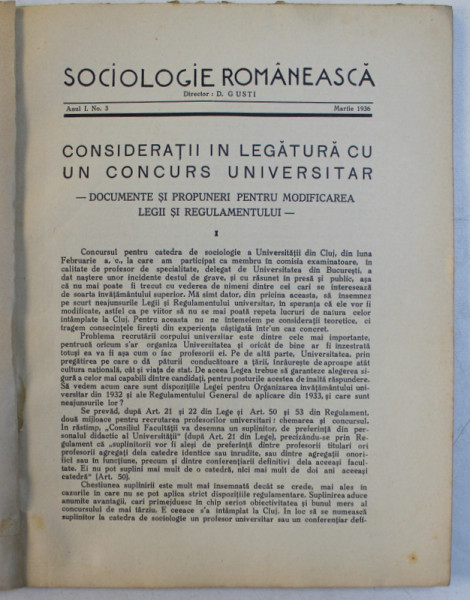 SOCIOLOGIE ROMÂNEASCĂ
Director : D. GUSTI
Anul I. No. 3 Martie 1936
CONSIDERAȚII IN LEGĂTURĂ CU
UN CONCURS UNIVERSITAR
— DOCUMENTE ȘI PROPUNERI PENTRU MODIFICAREA
LEGII ȘI REGULAMENTULUI —
I
Concursul pentru catedra de sociologie a Universității din Cluj, din luna
Februarie a. c., la care am participat ca membru în comisia examinatoare, în
calitate de profesor de specialitate, delegat de Universitatea din București, a
dat naștere unor incidente destul de grave, și cu răsunet în presă și public, așa
că nu mai poate fi trecut cu vederea de nimeni dintre cei cari se interesează
de soarta învățământului superior. Mă simt dator, din pricina aceasta, să însemnez
pe scurt neajunsurile Legii și Regulamentului universitar, în speranța că ele vor fi
modificate, astfel ca pe viitor să nu se mai poată repeta lucruri de natura celor
întâmplate la Cluj. Pentru aceasta nu ne întemeiem pe considerații teoretice, ci
tragem consecințele firești din experiența câștigată într'un caz concret.
Problema recrutării corpului universitar este dintre cele mai importante,
pentrucă oricum s'ar organiza Universitatea și oricât de bine ar fi înzestrată
totuși ea va fi așa cum o fac profesorii ei. Pe de altă parte, Universitatea, prin
pregătirea pe care o dă păturii conducătoare a țării, înrâurește deaproape atât
cultura națională, cât și viața de stat. De aceea Legea trebue să garanteze alegerea si-
gură a celor mai capabili dintre candidați, pentru posturile acestea de înaltă răspundere.
Să vedem acum care sunt dispozițiile Legii pentru Organizarea învățământului uni-
versitar din 1932 și ale Regulamentului General de aplicare din 1933, și care sunt
neajunsurile lor ?
Se prevăd, după Art. 21 și 22 din Lege și Art. 50 și 53 din Regulament,
două mijloace pentru recrutarea profesorilor universitari : chemarea și concursul.
În răstimp, „Consiliul Facultății va desemna un suplinitor, de preferință din per-
sonalul didactic al Universității" (după Art. 21 din Lege), precizându-se prin Re-
gulament că „suplinitorii vor fi aleși de preferință dintre profesorii titulari ori
profesorii agregați dela catedre identice sau înrudite, sau dintre agregații onori-
fici sau în funcțiune, precum și dintre conferențiarii definitivi dela aceeași facul-
tate. Ei nu pot suplini mai mult de o catedră, nici mai mult de doi ani aceeași
catedră" (Art. 50).
Chestiunea suplinirii este mult mai însemnată decât se crede, mai ales în
cazurile în care nu se pot aplica strict dispozițiile regulamentare. Suplinirea aduce
anumite avantagii, cari primejduesc în chip serios obiectivitatea și bunul mers al
concursului de mai târziu. E ceeace s'a întâmplat la Cluj. In loc să se numească
suplinitor la catedra de sociologie un profesor universitar sau un conferențiar defi-